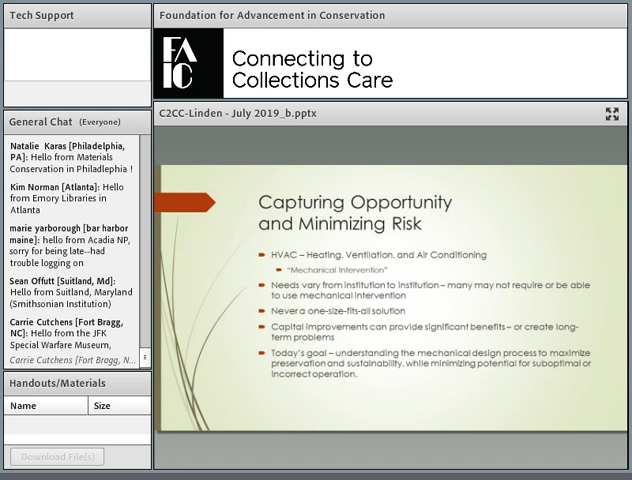 Tech Support
Foundation for Advancement in Conservation
FA
IC
Connecting to
Collections Care
General Chat (Everyone)
Natalie Karas [Philadelphia,
PA]: Hello from Materials
Conservation in Philadlephia !
Kim Norman [Atlanta]: Hello
from Emory Libraries in
Atlanta
marie yarborough [bar harbor
maine]: hello from Acadia NP,
sorry for being late--had
trouble logging on
Sean Offutt [Suitland, Md]:
Hello from Suitland, Maryland
(Smithsonian Institution)
Carrie Cutchens [Fort Bragg,
NC]: Hello from the JFK
Special Warfare Museum,
Carrie Cutchens [Fort Bragg, N...
Handouts/Materials
Name Size
Download File(s)
C2CC-Linden - July 2019_b.pptx
Capturing Opportunity
and Minimizing Risk
HVAC – Heating, Ventilation, and Air Conditioning
"Mechanical Intervention"
Needs vary from institution to institution – many may not require or be able
to use mechanical intervention
Never a one-size-fits-all solution
Capital improvements can provide significant benefits – or create long-
term problems
Today's goal – understanding the mechanical design process to maximize
preservation and sustainability, while minimizing potential for suboptimal or
incorrect operation.